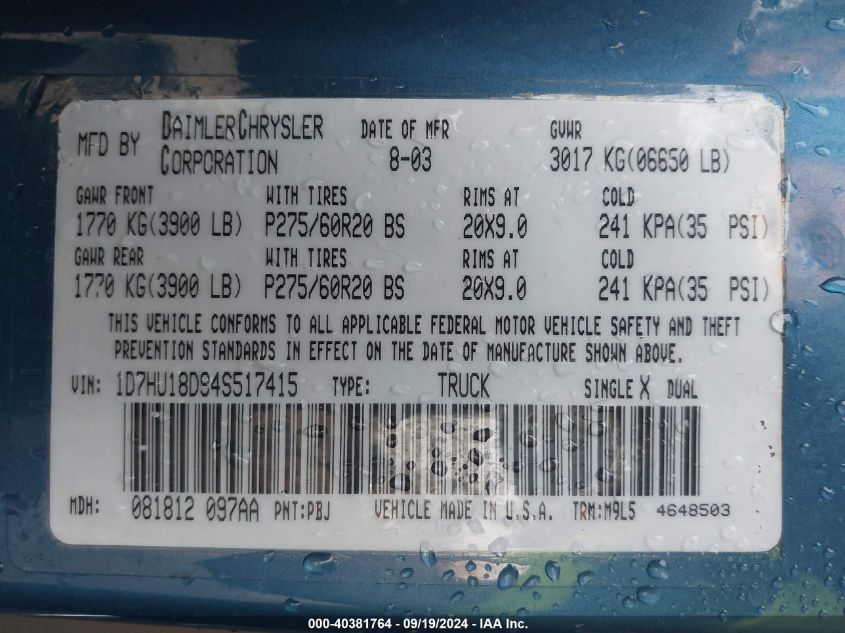 MFD BY DAIMLERCHRYSLER CORPORATION
DATE OF MFR 8-03
GVWR 3017 KG(06650 LB)
GAWR FRONT WITH TIRES RIMS AT COLD
1770 KG(3900 LB) P275/60R20 BS 20X9.0 241 KPA(35 PSI)
GAWR REAR WITH TIRES RIMS AT COLD
1770 KG(3900 LB) P275/60R20 BS 20X9.0 241 KPA(35 PSI)
THIS VEHICLE CONFORMS TO ALL APPLICABLE FEDERAL MOTOR VEHICLE SAFETY AND THEFT
PREVENTION STANDARDS IN EFFECT ON THE DATE OF MANUFACTURE SHOWN ABOVE.
VIN: 1D7HU18D94S517415 TYPE: TRUCK SINGLE X DUAL
MDH: 081812 097AA PNT:PBJ VEHICLE MADE IN U.S.A. TRM:M9L5 4648503
000-40381764 - 09/19/2024 - IAA Inc.